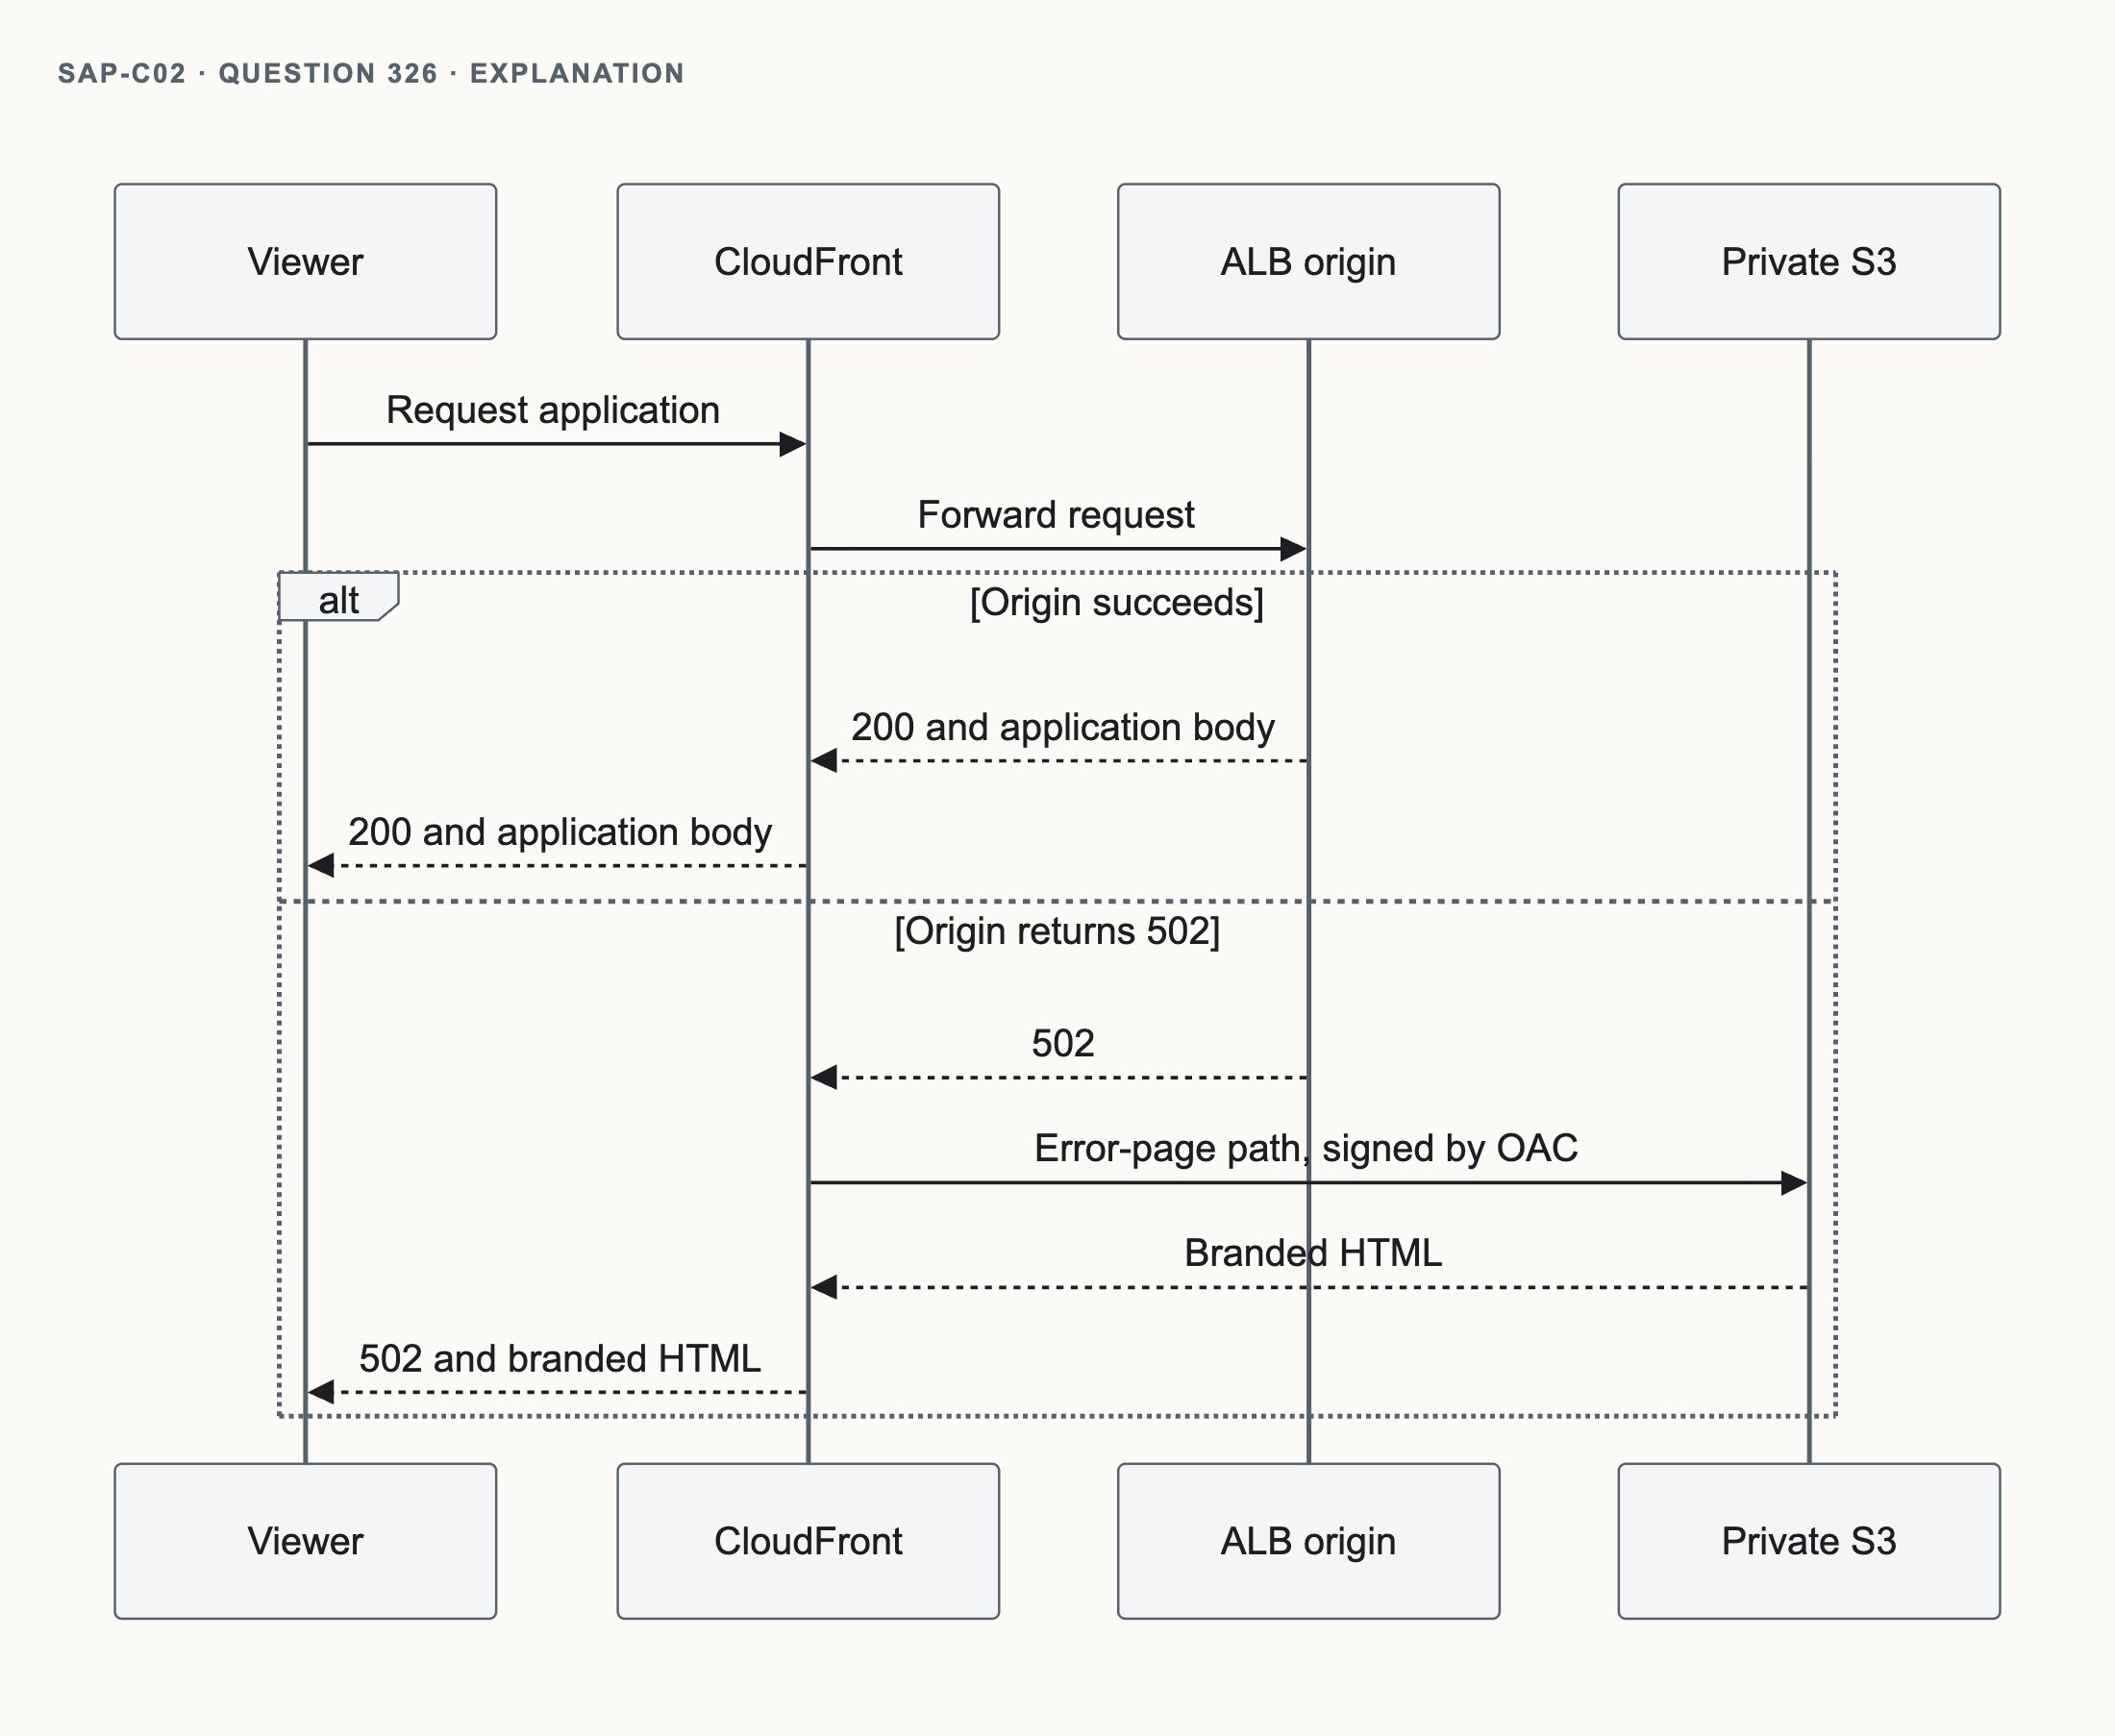 SAP-C02 · QUESTION 326 · EXPLANATION
Viewer
CloudFront
ALB origin
Private S3
Request application
Forward request
alt
[Origin succeeds]
200 and application body
200 and application body
[Origin returns 502]
502
Error-page path, signed by OAC
Branded HTML
502 and branded HTML
Viewer
CloudFront
ALB origin
Private S3